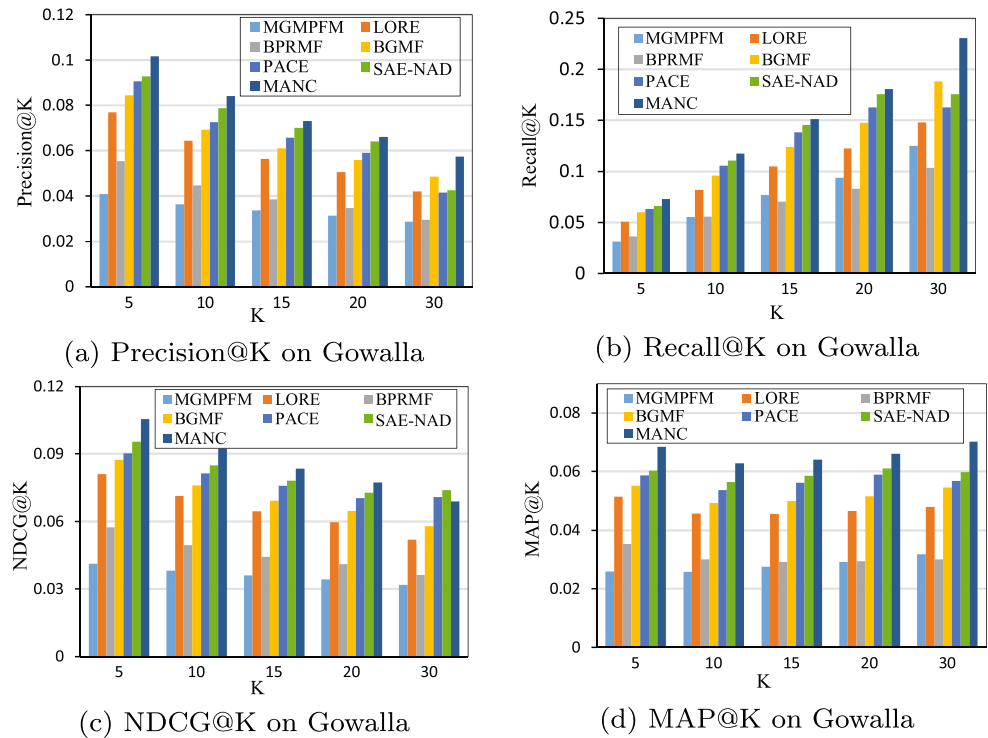 0.12
0.1
0.08
0.06
0.04
0.02
0
Precision@K
MGMPFM LORE
BPRMF BGMF
PACE SAE-NAD
MANC
5 10 15 20 30
K
(a) Precision@K on Gowalla
0.25
0.2
0.15
0.1
0.05
0
Recall@K
MGMPFM LORE
BPRMF BGMF
PACE SAE-NAD
MANC
5 10 15 20 30
K
(b) Recall@K on Gowalla
0.12
0.09
0.06
0.03
0
NDCG@K
MGMPFM LORE BPRMF
BGMF PACE SAE-NAD
MANC
5 10 15 20 30
K
(c) NDCG@K on Gowalla
0.08
0.06
0.04
0.02
0
MAP@K
MGMPFM LORE BPRMF
BGMF PACE SAE-NAD
MANC
5 10 15 20 30
K
(d) MAP@K on Gowalla